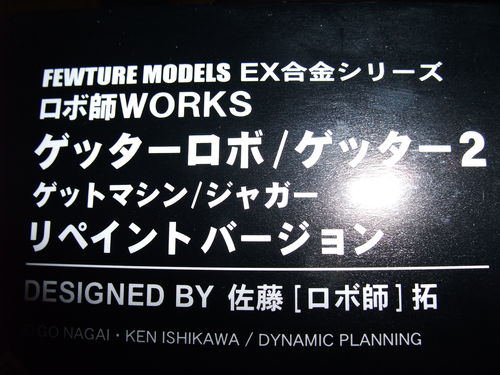 FEWTURE MODELS EX合金シリーズ
ロボ師WORKS
ゲッターロボ/ゲッター2
ゲットマシン/ジャガー
リペイントバージョン
DESIGNED BY 佐藤[ロボ師]拓
© GO NAGAI・KEN ISHIKAWA / DYNAMIC PLANNING